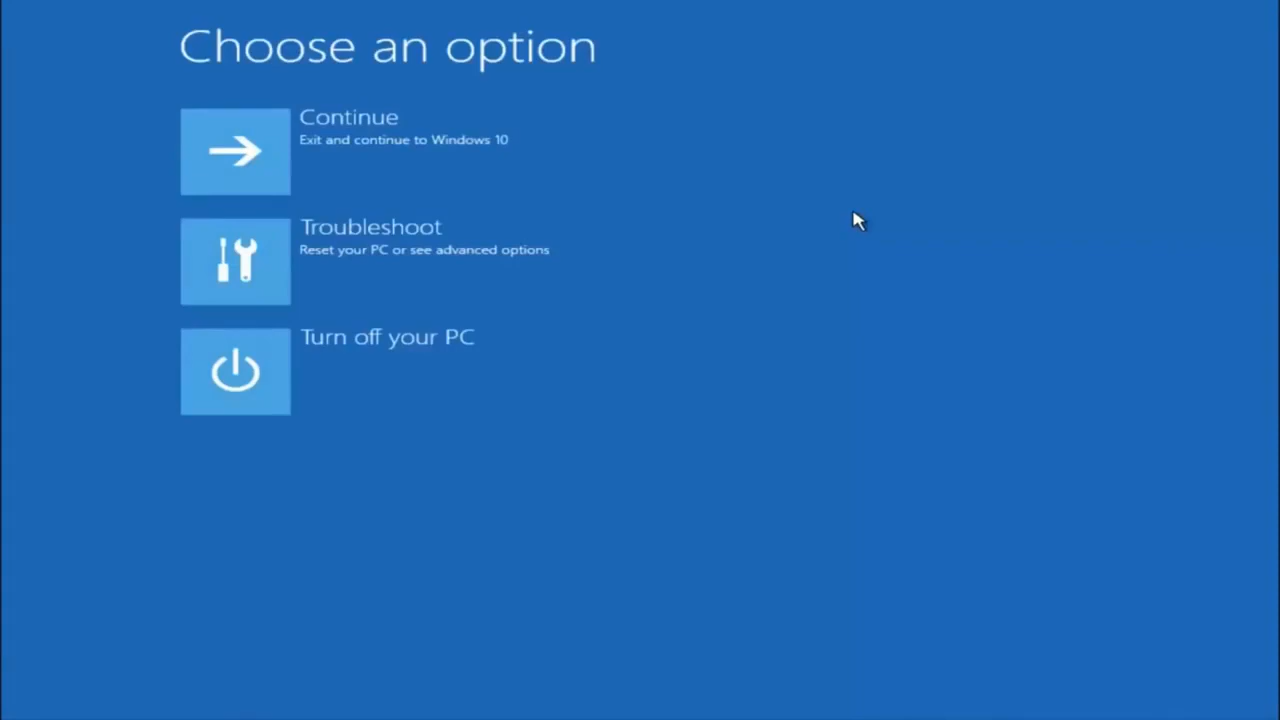 Choose an option
Continue
Exit and continue to Windows 10
Troubleshoot
Reset your PC or see advanced options
Turn off your PC